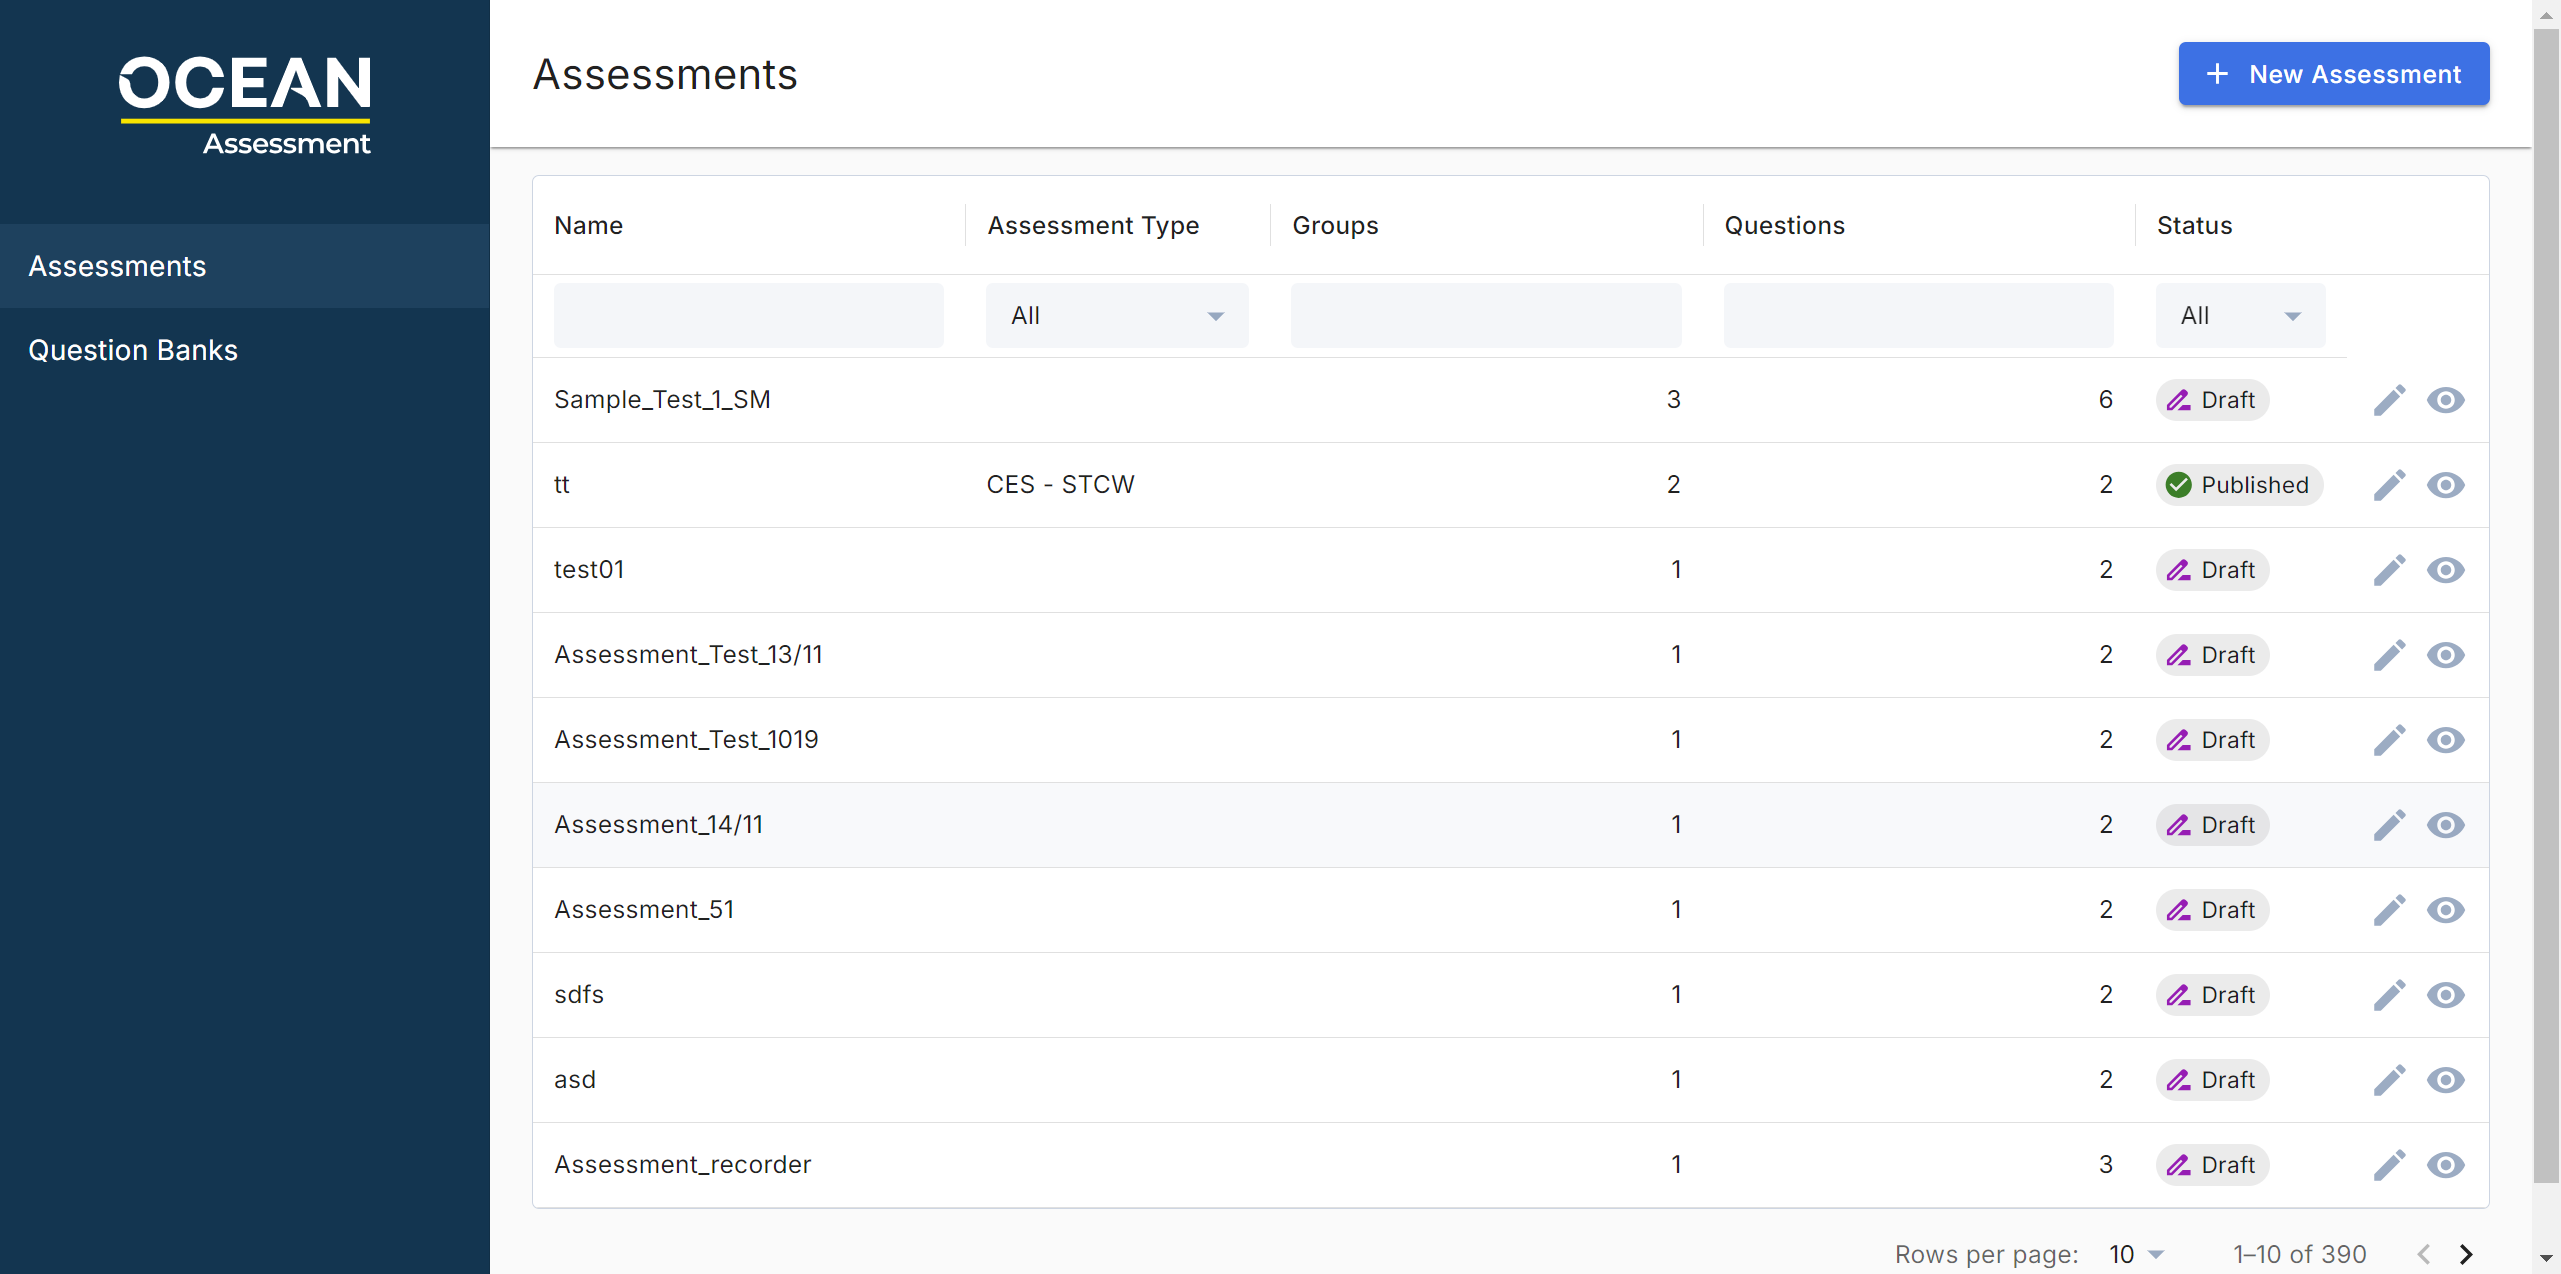 OCEAN
Assessment
Assessments
Question Banks
Assessments
+ New Assessment
Name Assessment Type Groups Questions Status
All All
Sample_Test_1_SM 3 6 Draft
tt CES - STCW 2 2 Published
test01 1 2 Draft
Assessment_Test_13/11 1 2 Draft
Assessment_Test_1019 1 2 Draft
Assessment_14/11 1 2 Draft
Assessment_51 1 2 Draft
sdfs 1 2 Draft
asd 1 2 Draft
Assessment_recorder 1 3 Draft
Rows per page: 10 1–10 of 390